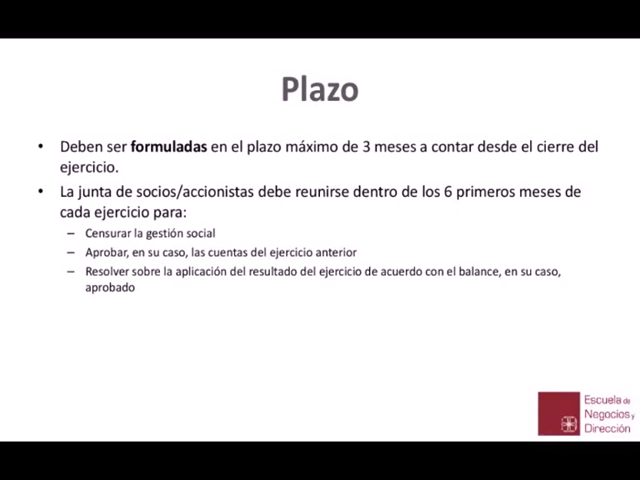 Plazo
• Deben ser formuladas en el plazo máximo de 3 meses a contar desde el cierre del
ejercicio.
• La junta de socios/accionistas debe reunirse dentro de los 6 primeros meses de
cada ejercicio para:
– Censurar la gestión social
– Aprobar, en su caso, las cuentas del ejercicio anterior
– Resolver sobre la aplicación del resultado del ejercicio de acuerdo con el balance, en su caso,
aprobado
Escuela de
Negocios y
Dirección